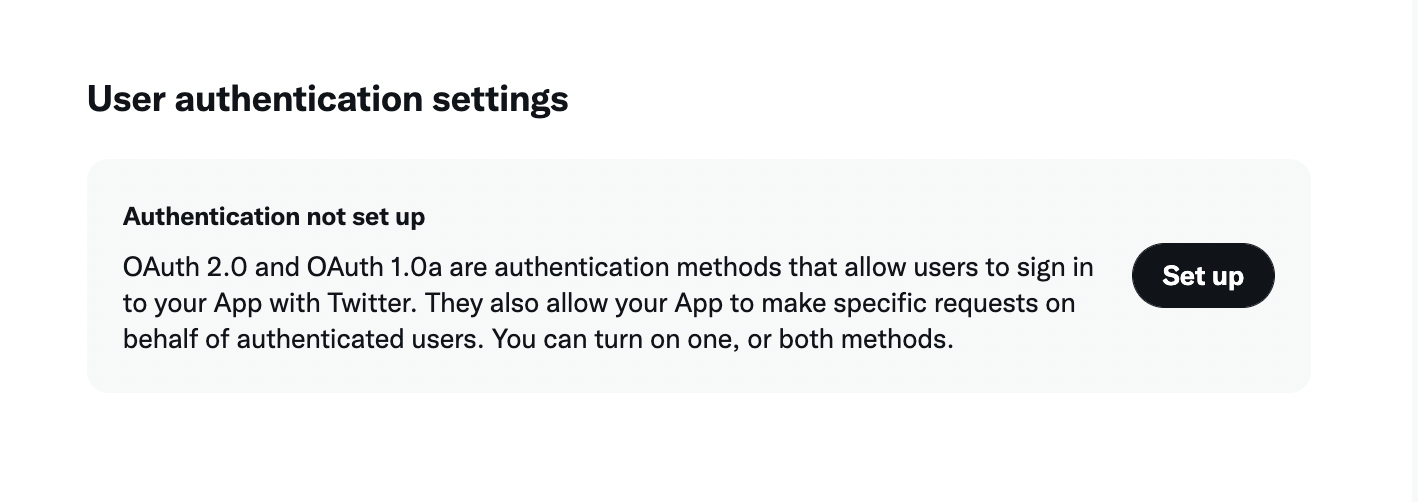 User authentication settings
Authentication not set up
OAuth 2.0 and OAuth 1.0a are authentication methods that allow users to sign in
to your App with Twitter. They also allow your App to make specific requests on
behalf of authenticated users. You can turn on one, or both methods.
Set up